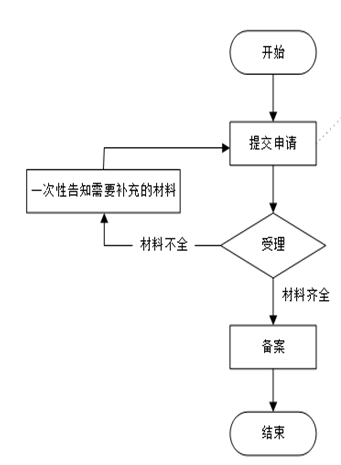 开始
提交申请
一次性告知需要补充的材料
材料不全
受理
材料齐全
备案
结束